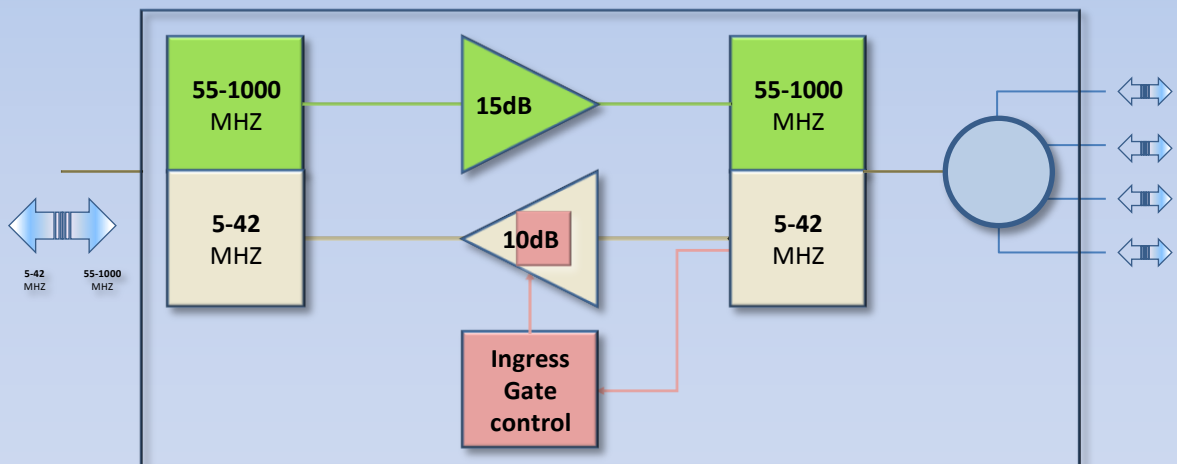 55-1000
MHZ
15dB
55-1000
MHZ
5-42
MHZ
10dB
5-42
MHZ
5-42
MHZ
55-1000
MHZ
Ingress
Gate
control